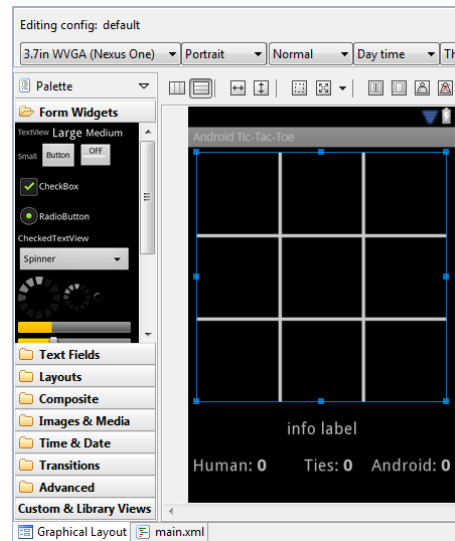 Editing config: default
3.7in WVGA (Nexus One) Portrait Normal Day time Th
Palette
Form Widgets
TextView Large Medium
Small Button OFF
CheckBox
RadioButton
CheckedTextView
Spinner
Text Fields
Layouts
Composite
Images & Media
Time & Date
Transitions
Advanced
Custom & Library Views
Android Tic-Tac-Toe
info label
Human: 0 Ties: 0 Android: 0
Graphical Layout main.xml